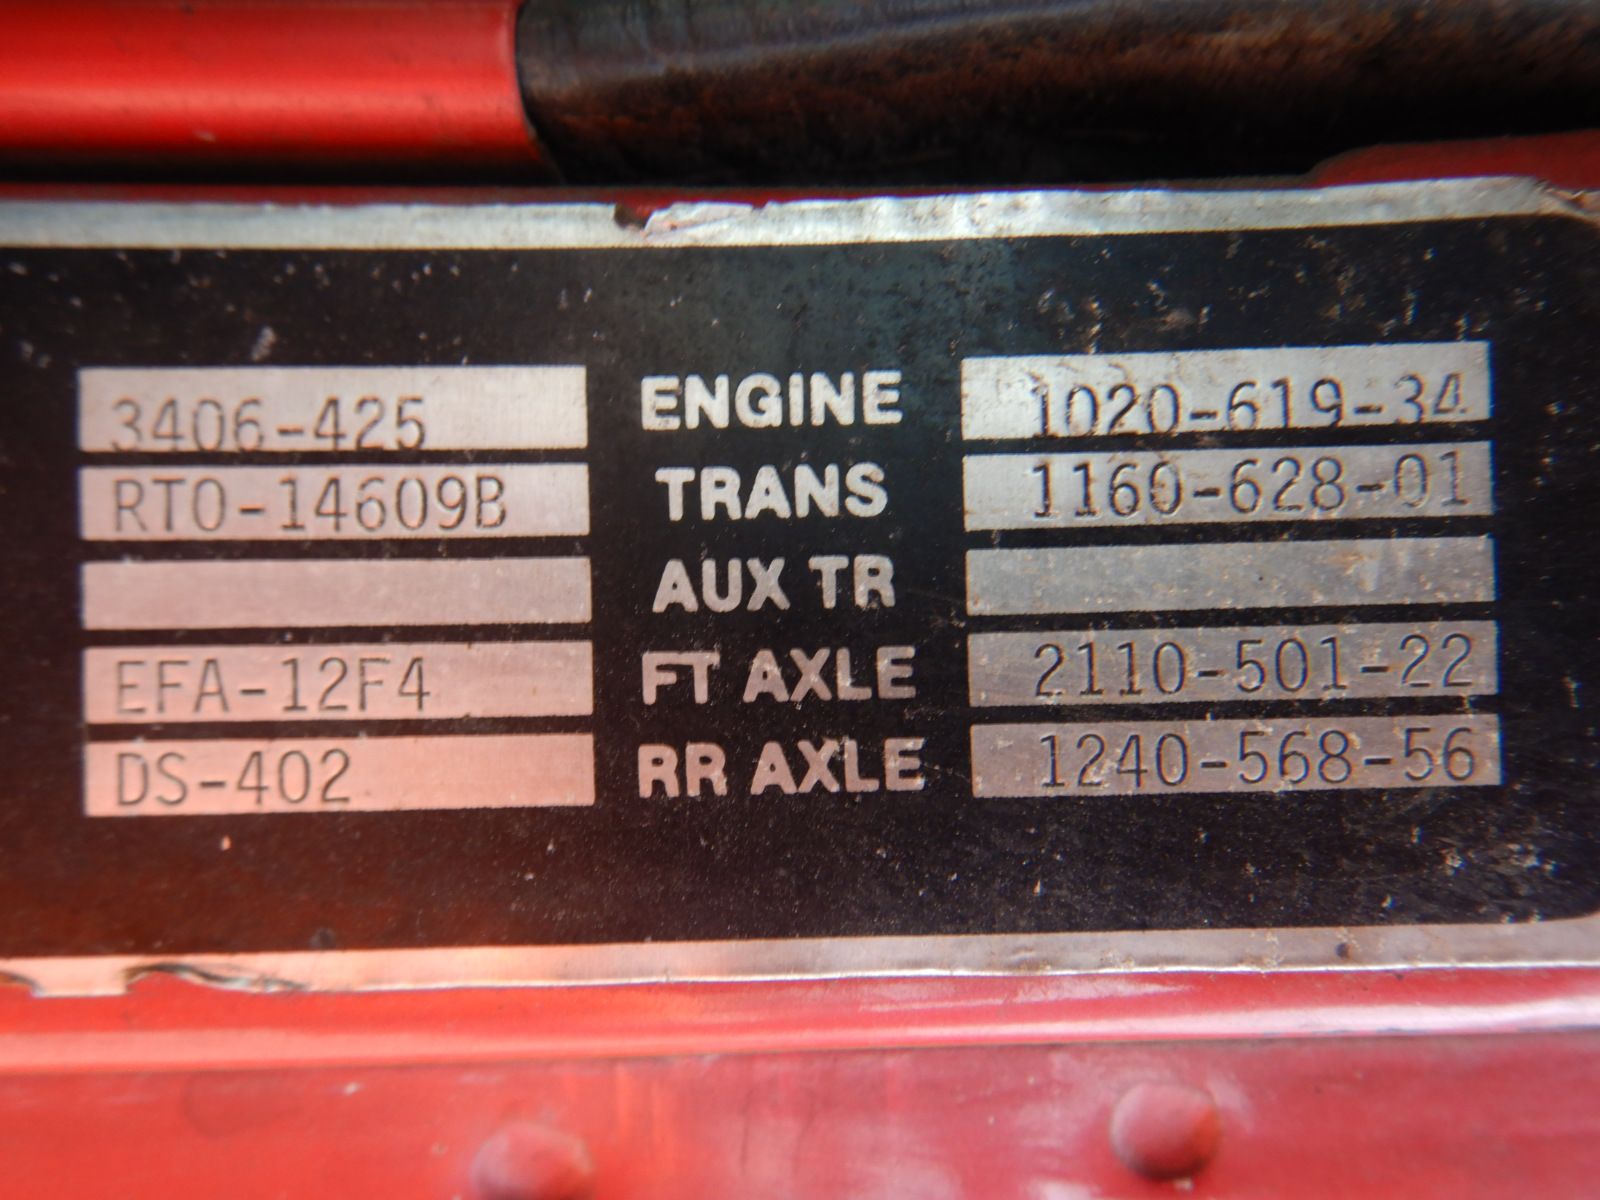 3406-425 ENGINE 1020-619-34
RTO-14609B TRANS 1160-628-01
AUX TR
EFA-12F4 FT AXLE 2110-501-22
DS-402 RR AXLE 1240-568-56